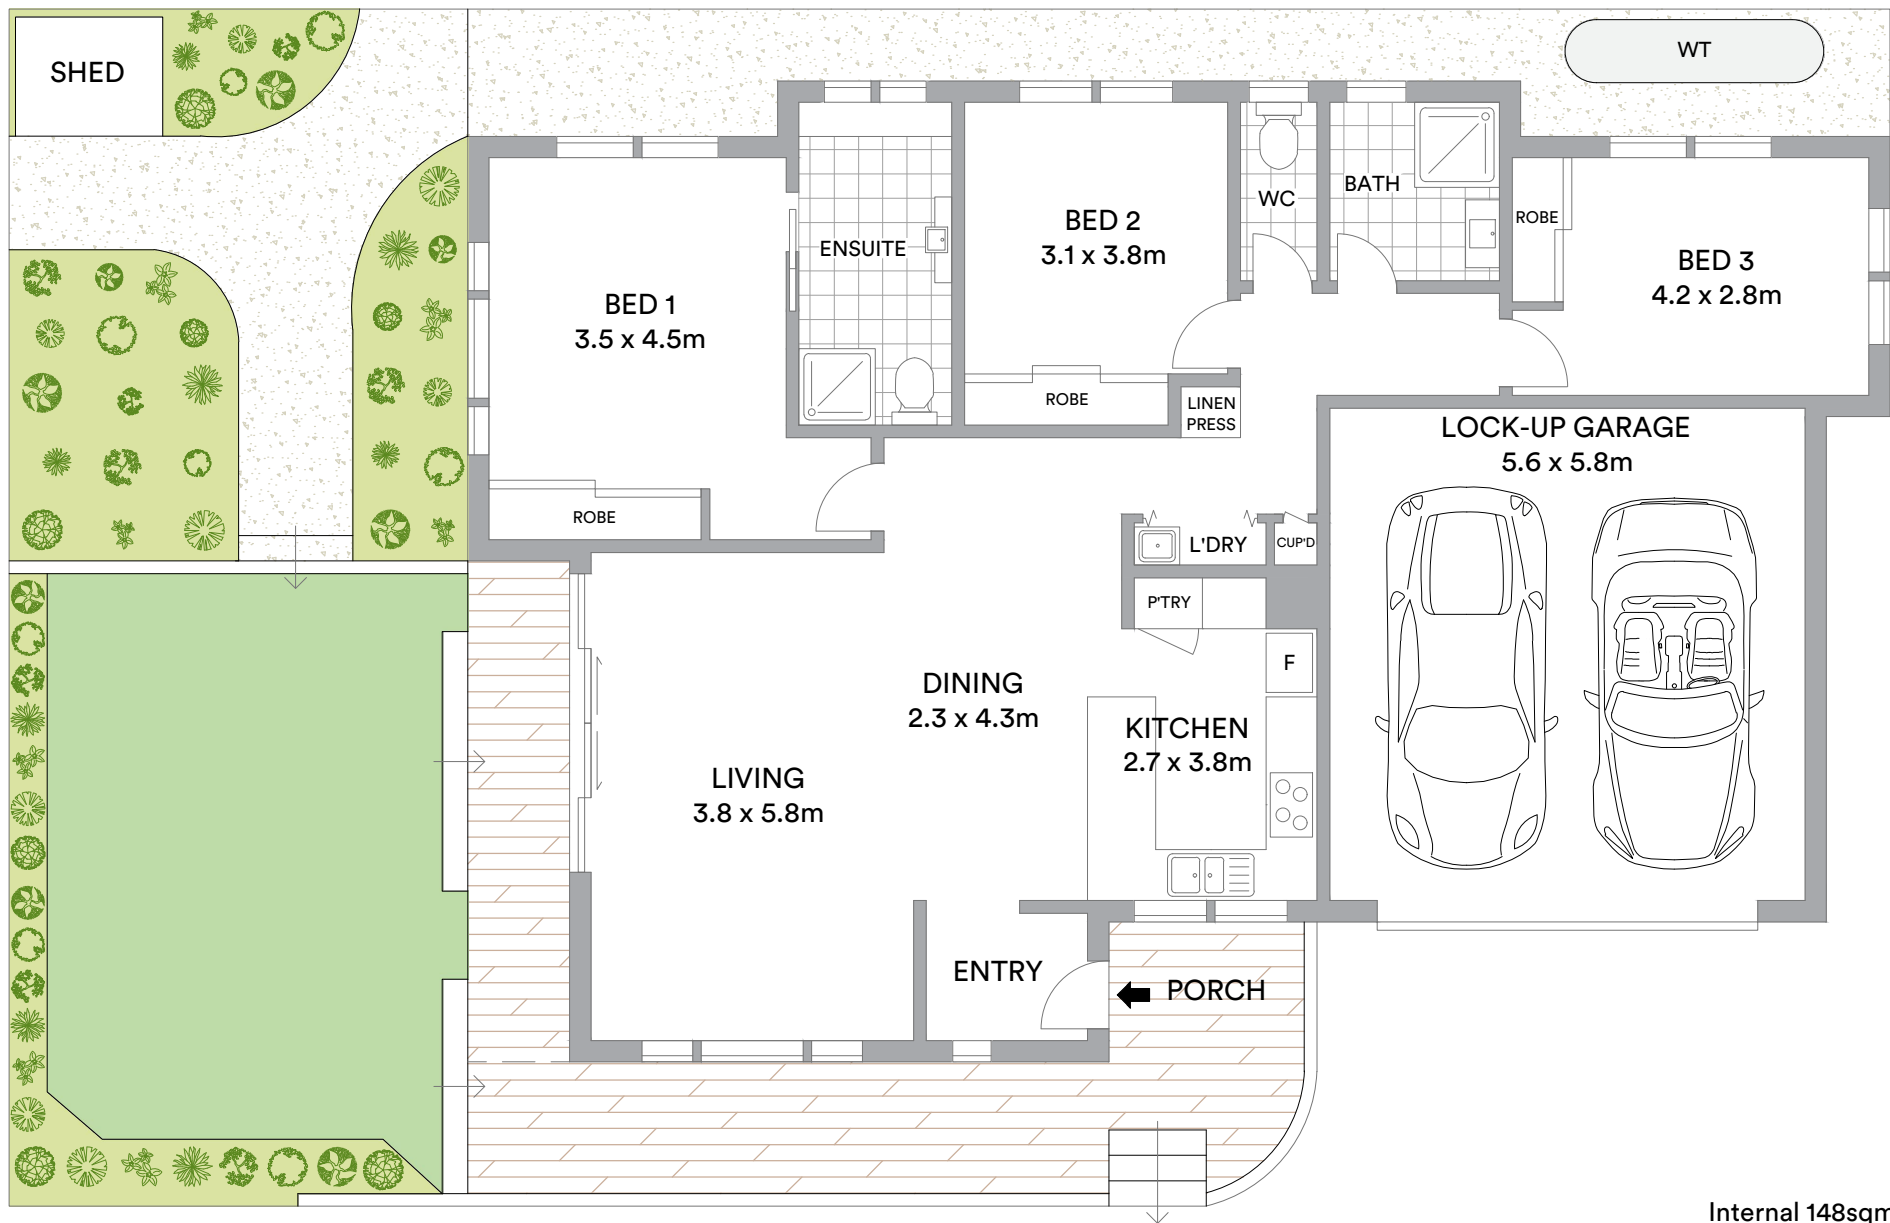 SHED
WT
BED 1
3.5 x 4.5m
ENSUITE
BED 2
3.1 x 3.8m
WC
BATH
ROBE
BED 3
4.2 x 2.8m
ROBE
LINEN
PRESS
LOCK-UP GARAGE
5.6 x 5.8m
ROBE
L'DRY
CUP'D
P'TRY
F
DINING
2.3 x 4.3m
KITCHEN
2.7 x 3.8m
LIVING
3.8 x 5.8m
ENTRY
PORCH
Internal 148sqm